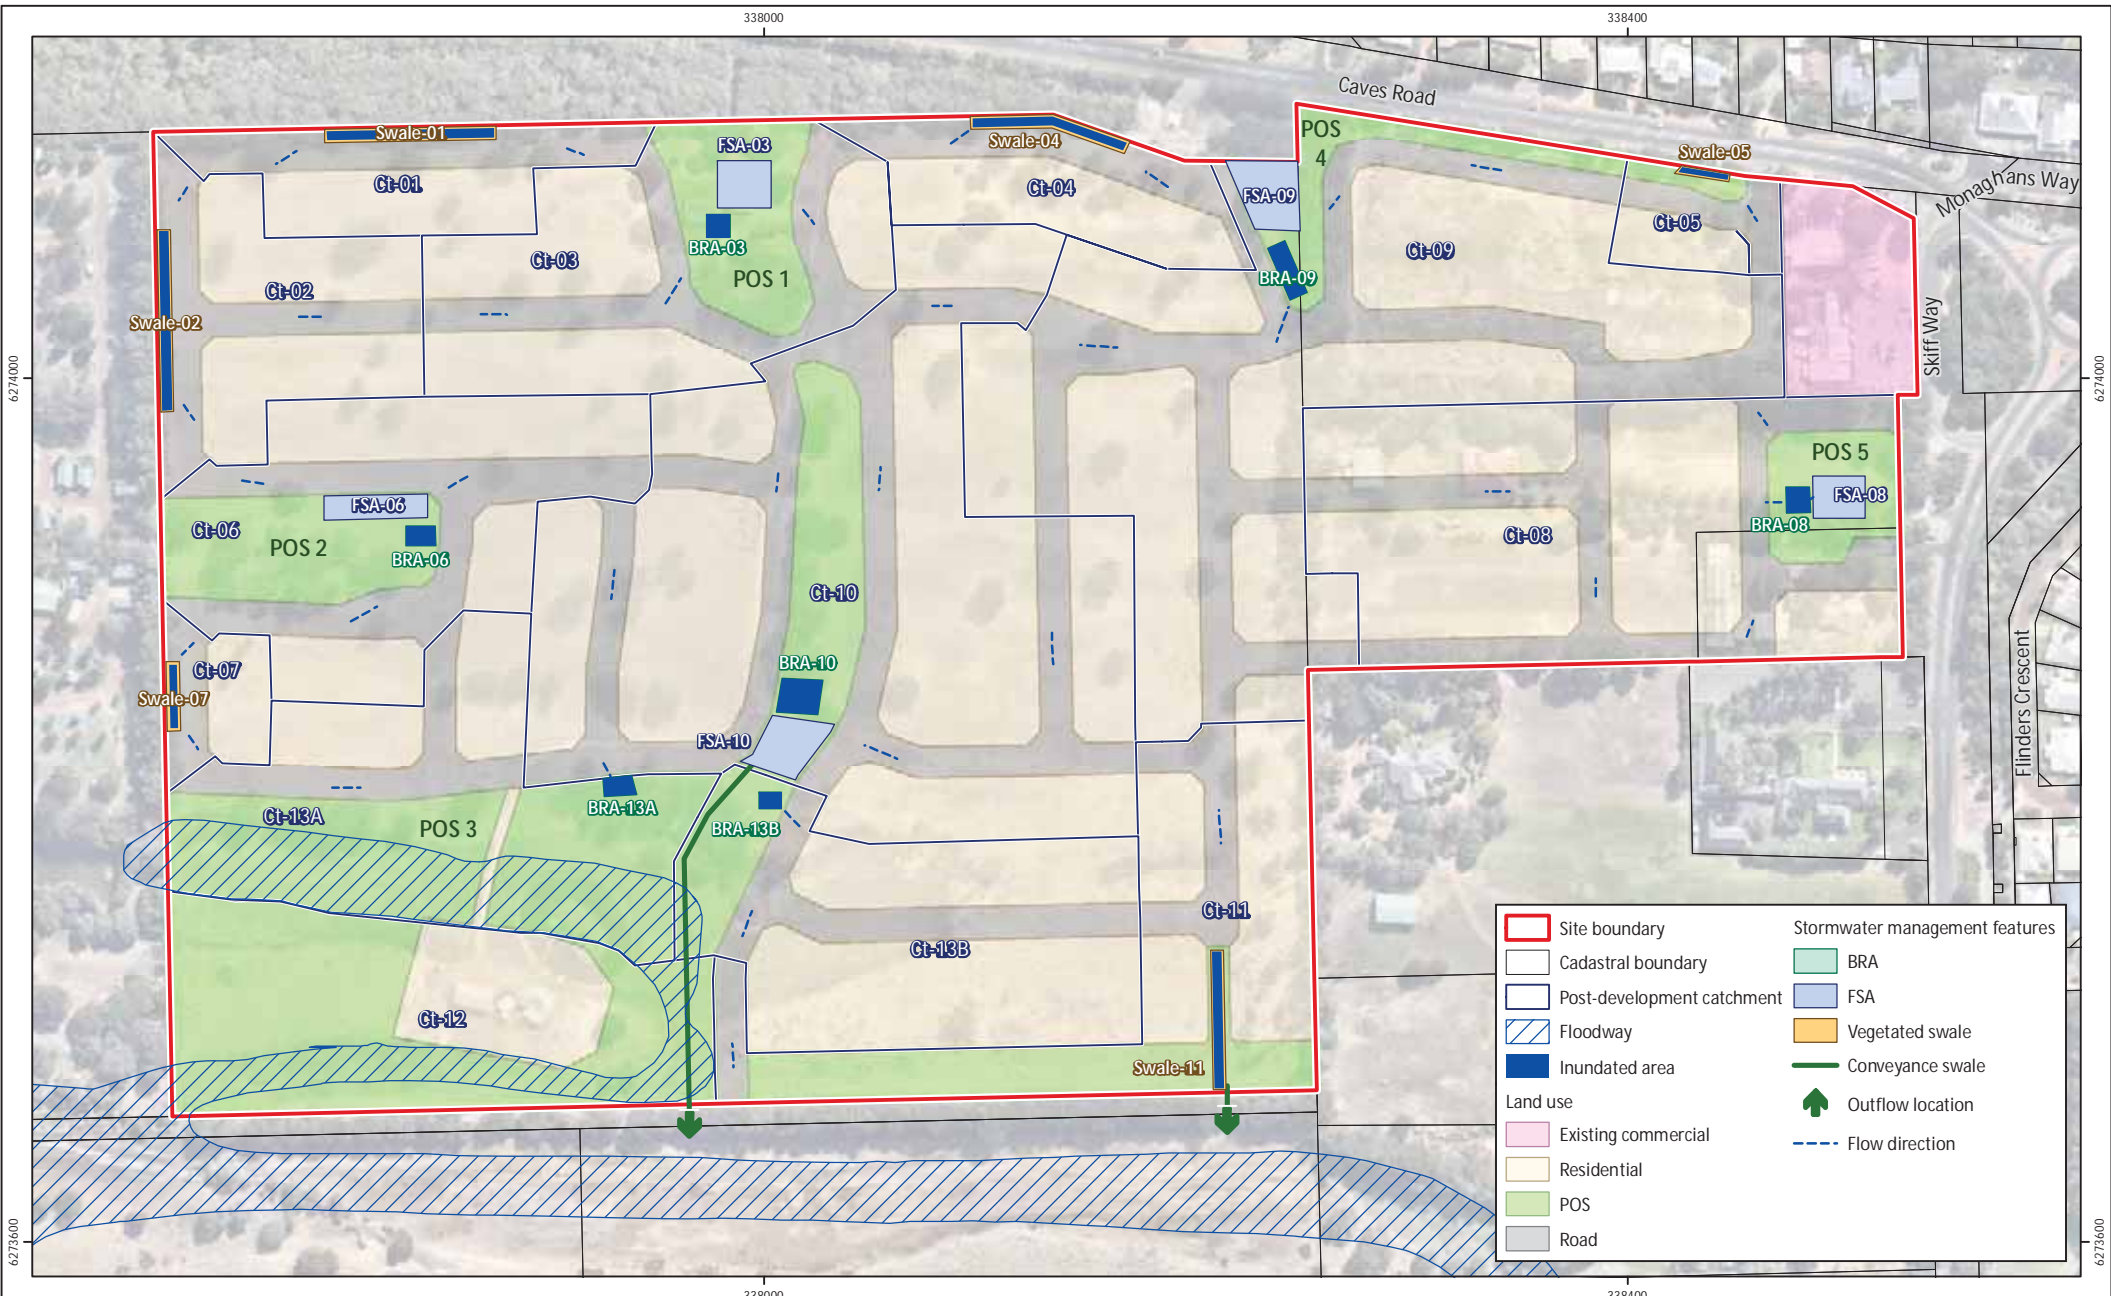 338000
338400
Caves Road
Monaghans Way
Skiff Way
Flinders Crescent
6274000
6274000
6273600
6273600
Swale-01
FSA-03
Swale-04
POS
4
Swale-05
Ct-01
Ct-04
FSA-09
Ct-05
BRA-03
Ct-03
POS 1
BRA-09
Ct-09
Ct-02
Swale-02
POS 5
FSA-06
FSA-08
Ct-06
POS 2
BRA-06
BRA-08
Ct-08
Ct-10
BRA-10
Ct-07
Swale-07
FSA-10
BRA-13A
BRA-13B
Ct-13A
POS 3
Ct-11
Ct-13B
Ct-12
Swale-11
Site boundary
Cadastral boundary
Post-development catchment
Floodway
Inundated area
Land use
Existing commercial
Residential
POS
Road
Stormwater management features
BRA
FSA
Vegetated swale
Conveyance swale
Outflow location
Flow direction
338000
338400